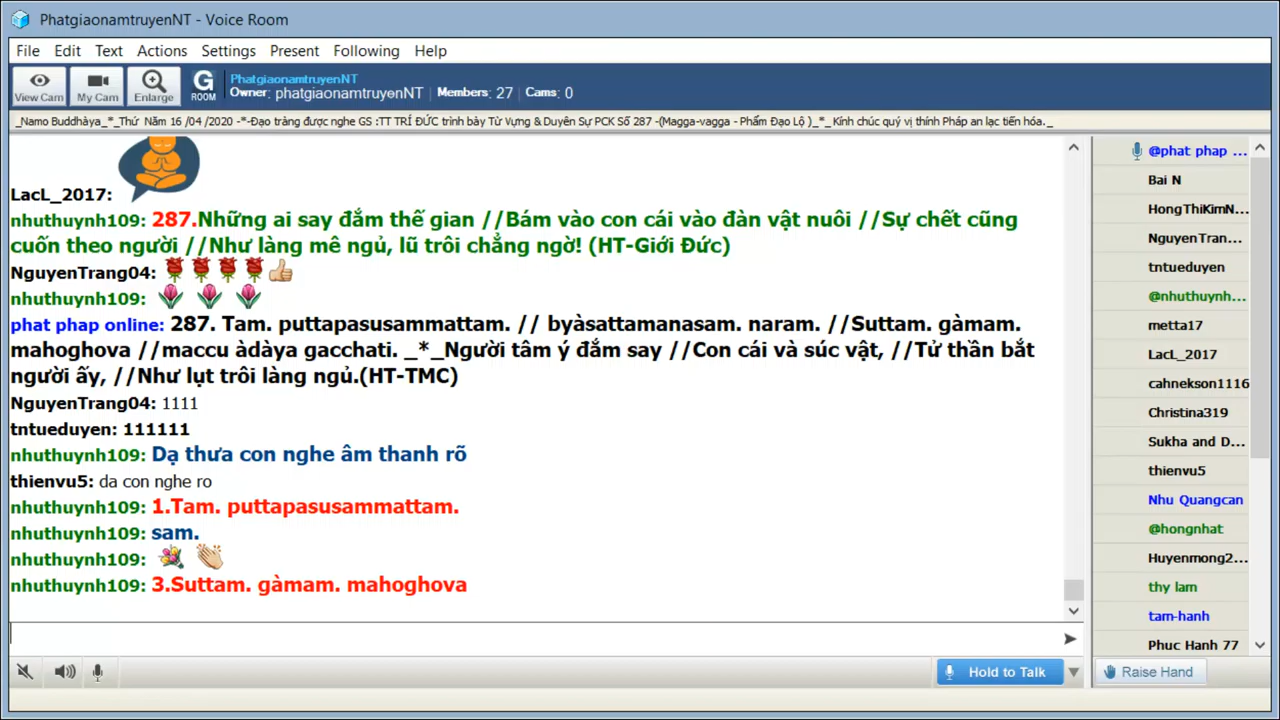 PhatgiaonamtruyenNT - Voice Room
File Edit Text Actions Settings Present Following Help
View Cam My Cam Enlarge G ROOM
PhatgiaonamtruyenNT
Owner: phatgiaonamtruyenNT | Members: 27 | Cams: 0
_Namo Buddhàya_*_Thứ Năm 16 /04 /2020 -*-Đạo tràng được nghe GS :TT TRÍ ĐỨC trình bày Từ Vựng & Duyên Sự PCK Số 287 -(Magga-vagga - Phẩm Đạo Lộ )_*_ Kính chúc quý vị thính Pháp an lạc tiến hóa._
LacL_2017:
nhuthuynh109: 287.Những ai say đắm thế gian //Bám vào con cái vào đàn vật nuôi //Sự chết cũng
cuốn theo người //Như làng mê ngủ, lũ trôi chẳng ngờ! (HT-Giới Đức)
NguyenTrang04:
nhuthuynh109:
phat phap online: 287. Tam. puttapasusammattam. // byàsattamanasam. naram. //Suttam. gàmam.
mahoghova //maccu àdàya gacchati. _*_Người tâm ý đắm say //Con cái và súc vật, //Tử thần bắt
người ấy, //Như lụt trôi làng ngủ.(HT-TMC)
NguyenTrang04: 1111
tntueduyen: 111111
nhuthuynh109: Dạ thưa con nghe âm thanh rõ
thienvu5: da con nghe ro
nhuthuynh109: 1.Tam. puttapasusammattam.
nhuthuynh109: sam.
nhuthuynh109:
nhuthuynh109: 3.Suttam. gàmam. mahoghova
Hold to Talk
@phat phap ...
Bai N
HongThiKimN...
NguyenTran...
tntueduyen
@nhuthuynh...
metta17
LacL_2017
cahnekson1116
Christina319
Sukha and D...
thienvu5
Nhu Quangcan
@hongnhat
Huyenmong2...
thy lam
tam-hanh
Phuc Hanh 77
Raise Hand